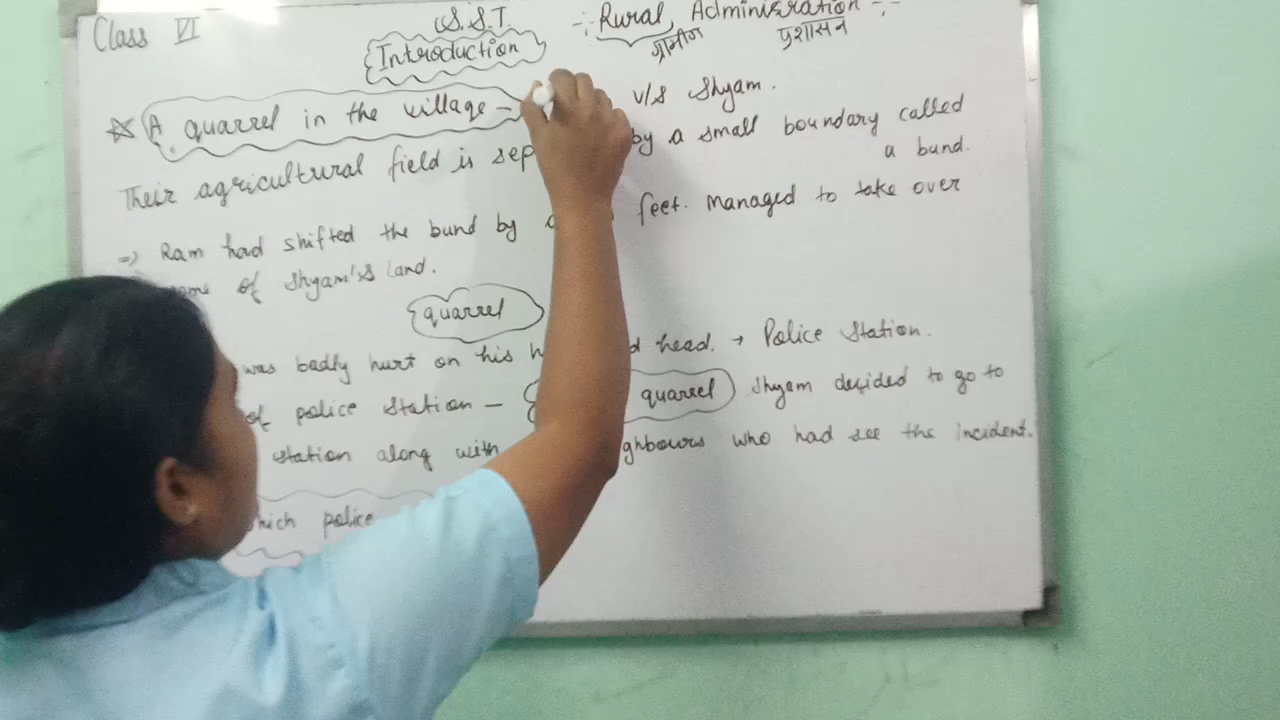 Class VI
S.S.T.
-:- Rural Administration -:-
ग्रामीण प्रशासन
Introduction
☆ A quarrel in the village – v/s Shyam.
Their agricultural field is by a small boundary called
a bund.
=> Ram had shifted the bund by feet. Managed to take over
of Shyam's Land.
quarrel
was badly hurt on his head. → Police Station.
of police station – quarrel Shyam decided to go to
station along with who had see the incident.
police